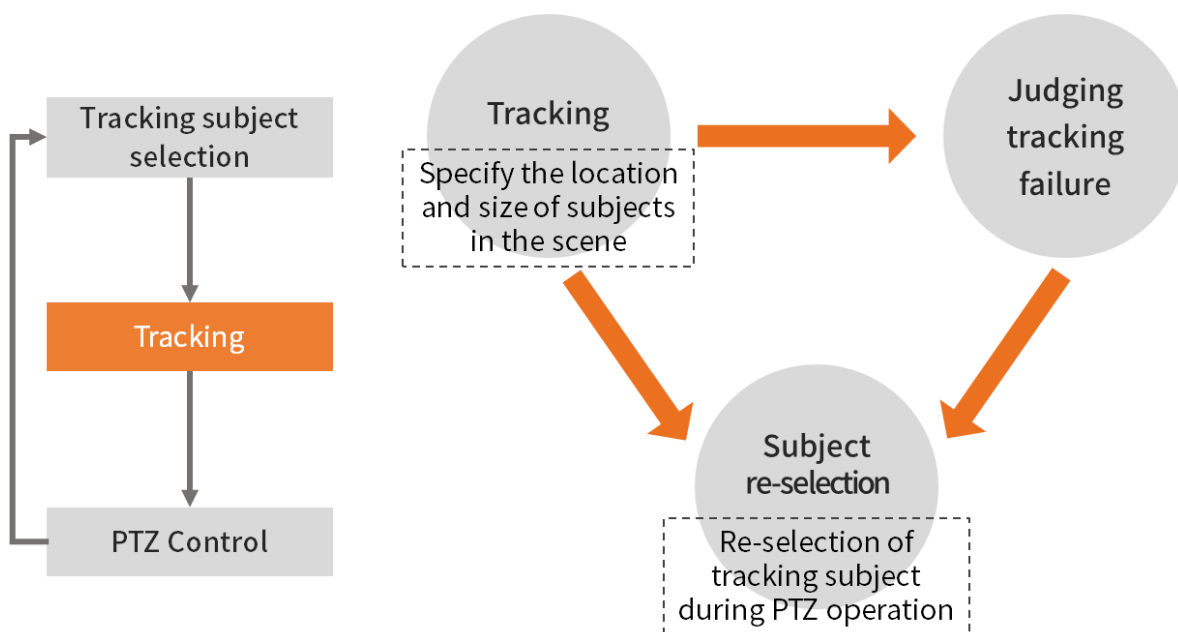 Tracking subject
selection
Tracking
PTZ Control
Tracking
Specify the location
and size of subjects
in the scene
Judging
tracking
failure
Subject
re-selection
Re-selection of
tracking subject
during PTZ operation